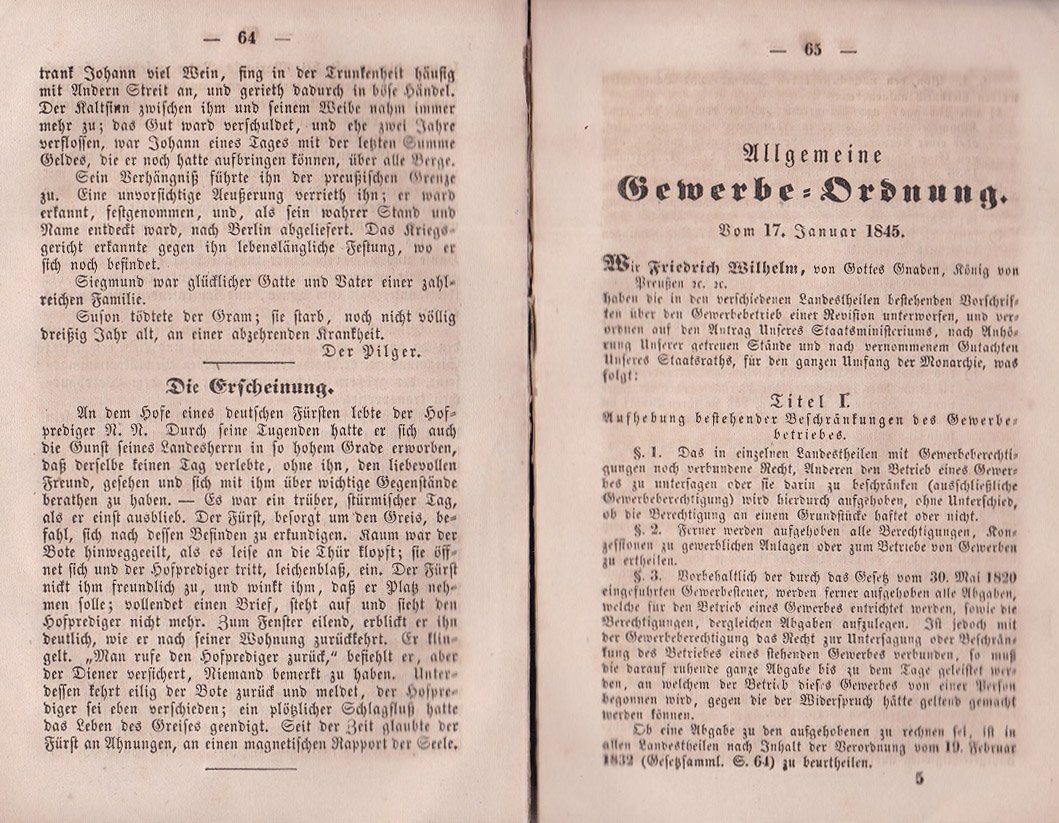 — 64 —
trank Johann viel Wein, fing in der Trunkenheit häufig
mit Andern Streit an, und gerieth dadurch in böse Händel.
Der Kaltsinn zwischen ihm und seinem Weibe nahm immer
mehr zu; das Gut ward verschuldet, und ehe zwei Jahre
verflossen, war Johann eines Tages mit der letzten Summe
Geldes, die er noch hatte aufbringen können, über alle Berge.
Sein Verhängniß führte ihn der preußischen Grenze
zu. Eine unvorsichtige Aeußerung verrieth ihn; er ward
erkannt, festgenommen, und, als sein wahrer Stand und
Name entdeckt ward, nach Berlin abgeliefert. Das Kriegs-
gericht erkannte gegen ihn lebenslängliche Festung, wo er
sich noch befindet.
Siegmund war glücklicher Gatte und Vater einer zahl-
reichen Familie.
Suson tödtete der Gram; sie starb, noch nicht völlig
dreißig Jahr alt, an einer abzehrenden Krankheit.
Der Pilger.
Die Erscheinung.
An dem Hofe eines deutschen Fürsten lebte der Hof-
prediger N. N. Durch seine Tugenden hatte er sich auch
die Gunst seines Landesherrn in so hohem Grade erworben,
daß derselbe keinen Tag verlebte, ohne ihn, den liebevollen
Freund, gesehen und sich mit ihm über wichtige Gegenstände
berathen zu haben. — Es war ein trüber, stürmischer Tag,
als er einst ausblieb. Der Fürst, besorgt um den Greis, be-
fahl, sich nach dessen Befinden zu erkundigen. Kaum war der
Bote hinweggeeilt, als es leise an die Thür klopft; sie öff-
net sich und der Hofprediger tritt, leichenblaß, ein. Der Fürst
nickt ihm freundlich zu, und winkt ihm, daß er Platz neh-
men solle; vollendet einen Brief, steht auf und sieht den
Hofprediger nicht mehr. Zum Fenster eilend, erblickt er ihn
deutlich, wie er nach seiner Wohnung zurückkehrt. Er klin-
gelt. „Man rufe den Hofprediger zurück,“ befiehlt er, aber
der Diener versichert, Niemand bemerkt zu haben. Unter-
dessen kehrt eilig der Bote zurück und meldet, der Hofpre-
diger sei eben verschieden; ein plötzlicher Schlagfluß hatte
das Leben des Greises geendigt. Seit der Zeit glaubte der
Fürst an Ahnungen, an einen magnetischen Rapport der Seele.
— 65 —
Allgemeine
Gewerbe-Ordnung.
Vom 17. Januar 1845.
Wir Friedrich Wilhelm, von Gottes Gnaden, König von
Preußen ꝛc. ꝛc.
haben die in den verschiedenen Landestheilen bestehenden Vorschrif-
ten über den Gewerbebetrieb einer Revision unterworfen, und ver-
ordnen auf den Antrag Unseres Staatsministeriums, nach Anhö-
rung Unserer getreuen Stände und nach vernommenem Gutachten
Unseres Staatsraths, für den ganzen Umfang der Monarchie, was
folgt:
Titel I.
Aufhebung bestehender Beschränkungen des Gewerbe-
betriebes.
§. 1. Das in einzelnen Landestheilen mit Gewerbeberechti-
gungen noch verbundene Recht, Anderen den Betrieb eines Gewer-
bes zu untersagen oder sie darin zu beschränken (ausschließliche
Gewerbeberechtigung) wird hierdurch aufgehoben, ohne Unterschied,
ob die Berechtigung an einem Grundstücke haftet oder nicht.
§. 2. Ferner werden aufgehoben alle Berechtigungen, Kon-
zessionen zu gewerblichen Anlagen oder zum Betriebe von Gewerben
zu ertheilen.
§. 3. Vorbehaltlich der durch das Gesetz vom 30. Mai 1820
eingeführten Gewerbesteuer, werden ferner aufgehoben alle Abgaben,
welche für den Betrieb eines Gewerbes entrichtet werden, sowie die
Berechtigungen, dergleichen Abgaben aufzulegen. Ist jedoch mit
der Gewerbeberechtigung das Recht zur Untersagung oder Beschrän-
kung des Betriebes eines stehenden Gewerbes verbunden, so muß
die darauf ruhende ganze Abgabe bis zu dem Tage geleistet wer-
den, an welchem der Betrieb dieses Gewerbes von einer Person
begonnen wird, gegen die der Widerspruch hätte geltend gemacht
werden können.
Ob eine Abgabe zu den aufgehobenen zu rechnen sei, ist in
allen Landestheilen nach Inhalt der Verordnung vom 19. Februar
1832 (Gesetzsamml. S. 64) zu beurtheilen.
5